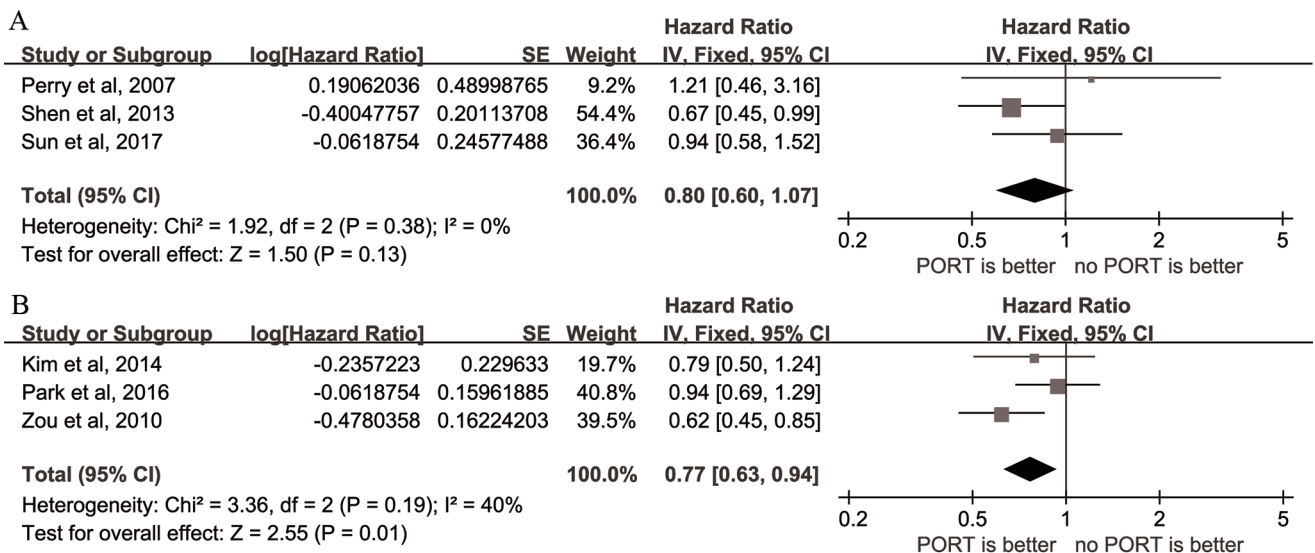 A
Hazard Ratio Hazard Ratio
Study or Subgroup log[Hazard Ratio] SE Weight IV, Fixed, 95% CI IV, Fixed, 95% CI
Perry et al, 2007 0.19062036 0.48998765 9.2% 1.21 [0.46, 3.16]
Shen et al, 2013 -0.40047757 0.20113708 54.4% 0.67 [0.45, 0.99]
Sun et al, 2017 -0.0618754 0.24577488 36.4% 0.94 [0.58, 1.52]
Total (95% CI) 100.0% 0.80 [0.60, 1.07]
Heterogeneity: Chi² = 1.92, df = 2 (P = 0.38); I² = 0%
Test for overall effect: Z = 1.50 (P = 0.13)
0.2 0.5 1 2 5
PORT is better no PORT is better
B
Hazard Ratio Hazard Ratio
Study or Subgroup log[Hazard Ratio] SE Weight IV, Fixed, 95% CI IV, Fixed, 95% CI
Kim et al, 2014 -0.2357223 0.229633 19.7% 0.79 [0.50, 1.24]
Park et al, 2016 -0.0618754 0.15961885 40.8% 0.94 [0.69, 1.29]
Zou et al, 2010 -0.4780358 0.16224203 39.5% 0.62 [0.45, 0.85]
Total (95% CI) 100.0% 0.77 [0.63, 0.94]
Heterogeneity: Chi² = 3.36, df = 2 (P = 0.19); I² = 40%
Test for overall effect: Z = 2.55 (P = 0.01)
0.2 0.5 1 2 5
PORT is better no PORT is better